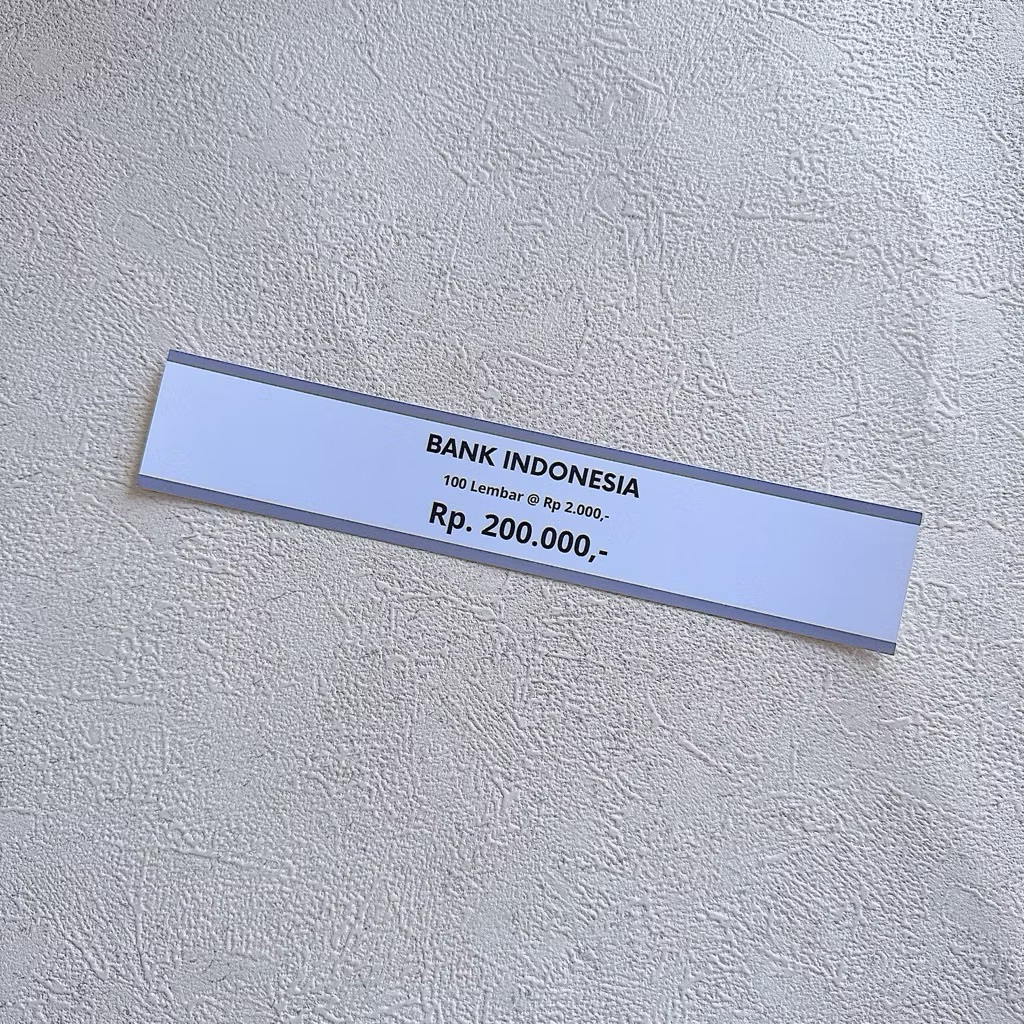 BANK INDONESIA
100 Lembar @ Rp 2.000,-
Rp. 200.000,-